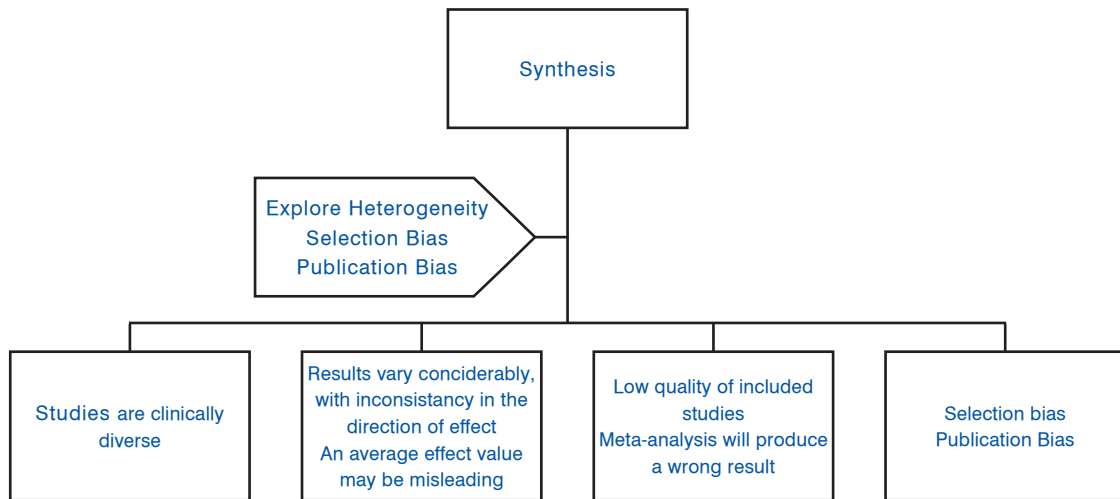 Synthesis
Explore Heterogeneity
Selection Bias
Publication Bias
Studies are clinically
diverse
Results vary conciderably,
with inconsistancy in the
direction of effect
An average effect value
may be misleading
Low quality of included
studies
Meta-analysis will produce
a wrong result
Selection bias
Publication Bias